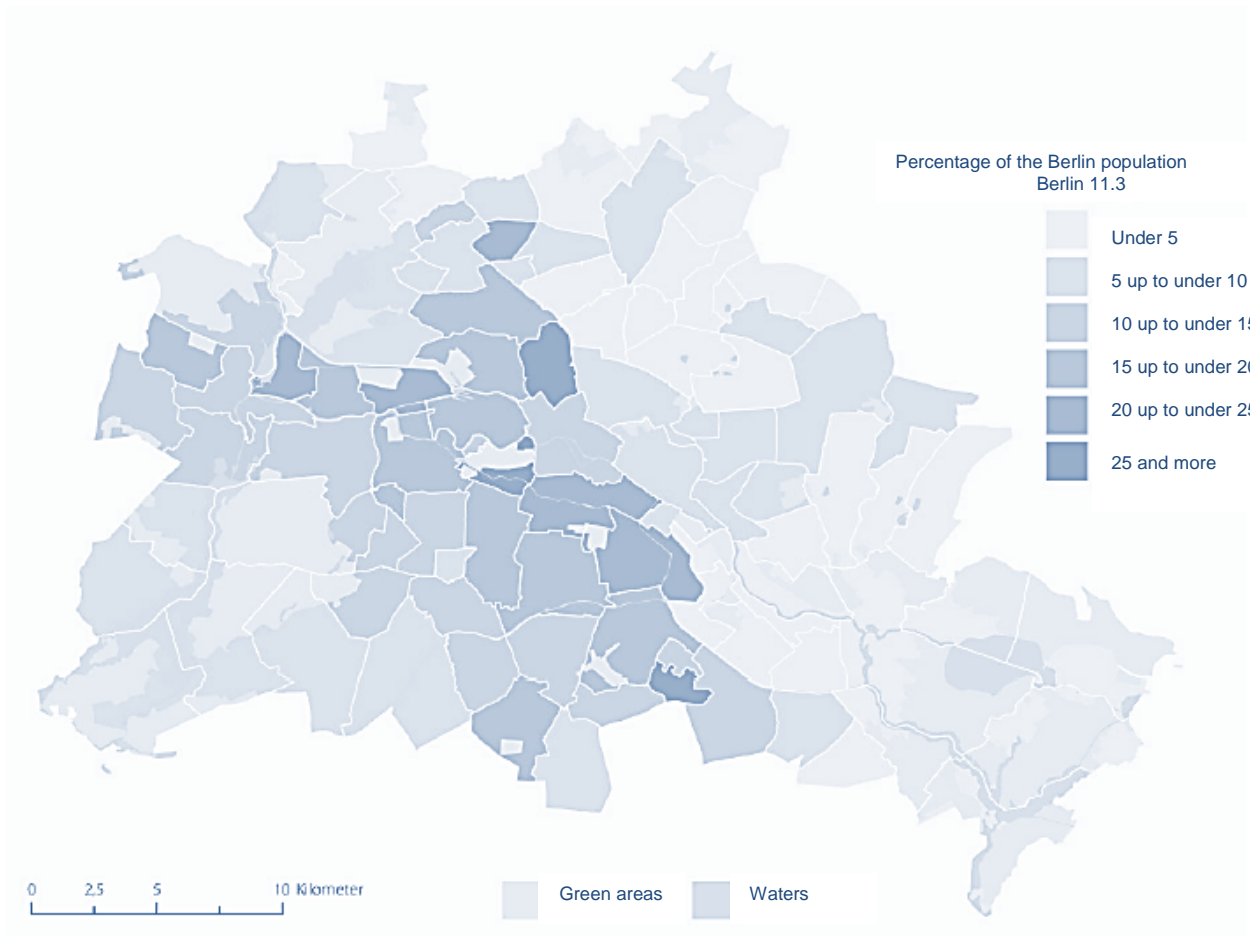 Percentage of the Berlin population
Berlin 11.3
Under 5
5 up to under 10
10 up to under 15
15 up to under 20
20 up to under 25
25 and more
0 2,5 5 10 Kilometer
Green areas
Waters